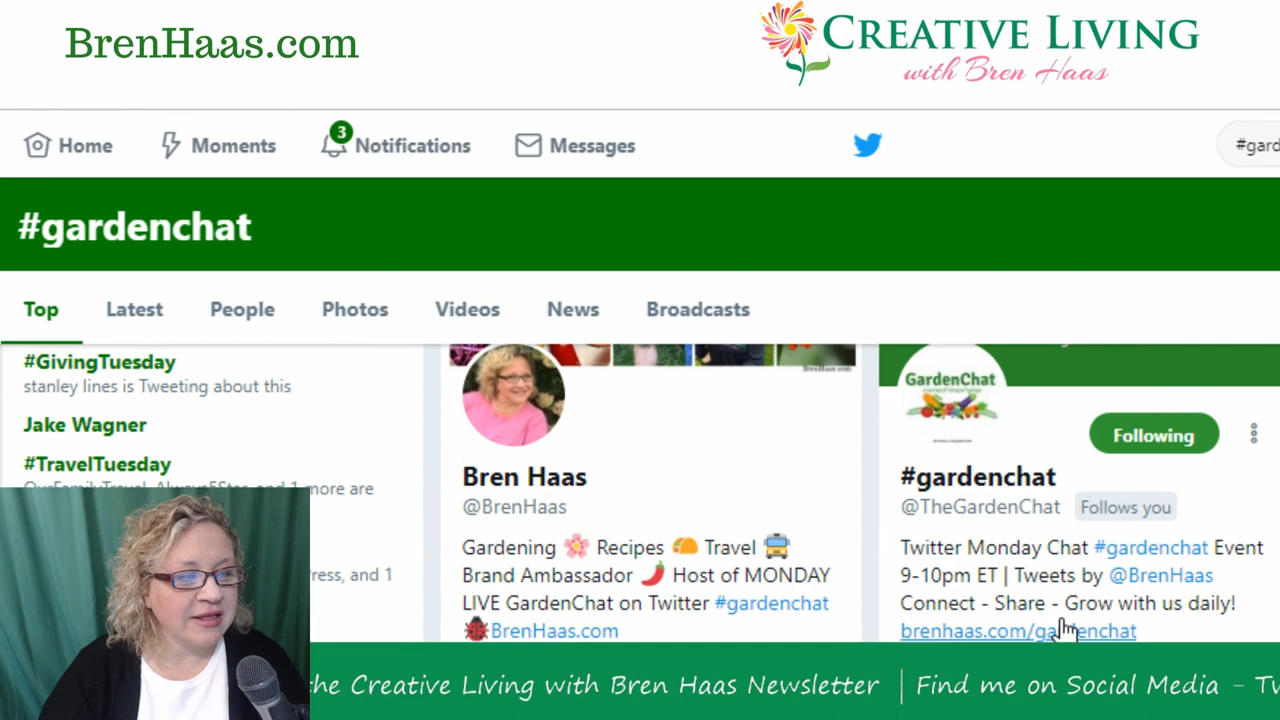 BrenHaas.com
CREATIVE LIVING
with Bren Haas
Home
Moments
3
Notifications
Messages
#gard
#gardenchat
Top
Latest
People
Photos
Videos
News
Broadcasts
#GivingTuesday
stanley lines is Tweeting about this
Jake Wagner
#TravelTuesday
more are
Press, and 1
BrenHaas.com
Bren Haas
@BrenHaas
Gardening Recipes Travel
Brand Ambassador Host of MONDAY
LIVE GardenChat on Twitter #gardenchat
BrenHaas.com
GardenChat
Following
#gardenchat
@TheGardenChat Follows you
Twitter Monday Chat #gardenchat Event
9-10pm ET | Tweets by @BrenHaas
Connect - Share - Grow with us daily!
brenhaas.com/gardenchat
the Creative Living with Bren Haas Newsletter | Find me on Social Media - Tw